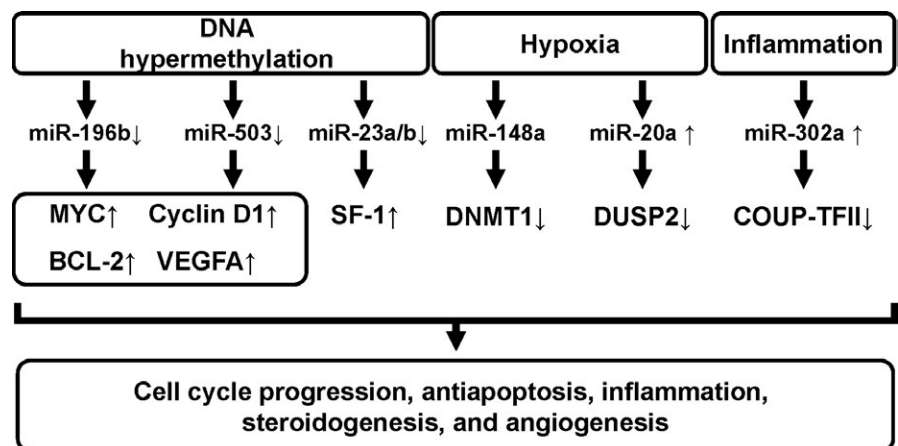 DNA
hypermethylation
Hypoxia
Inflammation
miR-196b↓
miR-503↓
miR-23a/b↓
miR-148a
miR-20a ↑
miR-302a ↑
MYC↑
Cyclin D1↑
SF-1↑
DNMT1↓
DUSP2↓
COUP-TFII↓
BCL-2↑
VEGFA↑
Cell cycle progression, antiapoptosis, inflammation,
steroidogenesis, and angiogenesis